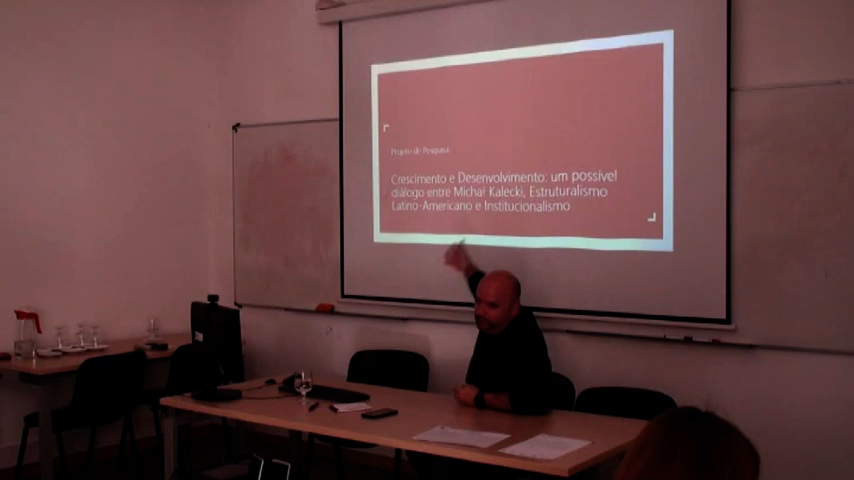 Projeto de Pesquisa
Crescimento e Desenvolvimento: um possível
diálogo entre Michal Kalecki, Estruturalismo
Latino-Americano e Institucionalismo